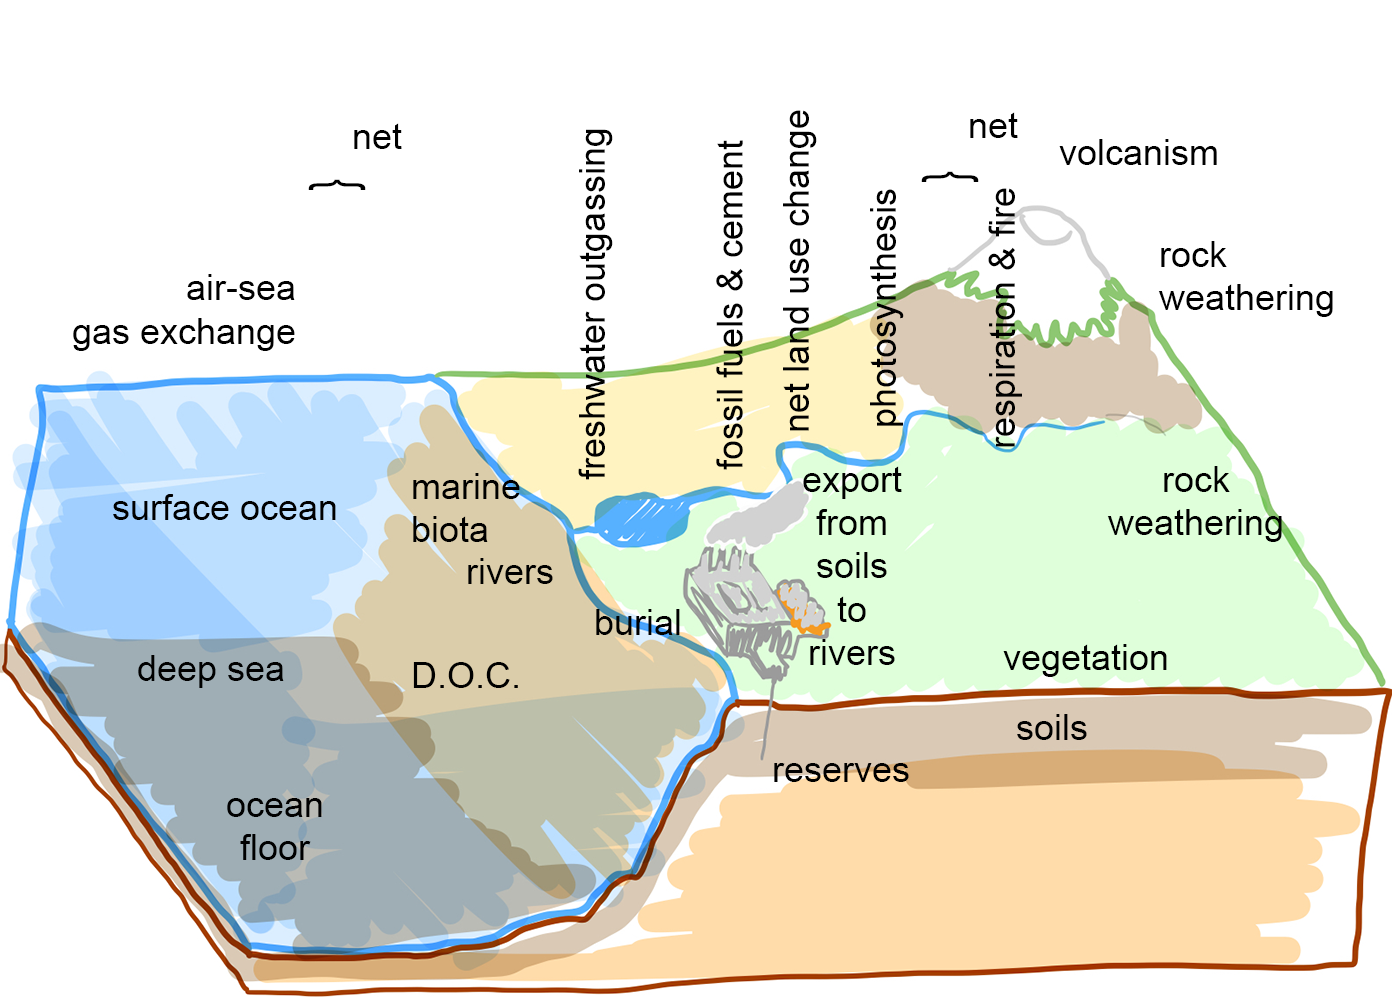 net
net
volcanism
freshwater outgassing
fossil fuels & cement
net land use change
photosynthesis
respiration & fire
air-sea
gas exchange
rock
weathering
surface ocean
marine
biota
rivers
export
from
soils
to
rivers
rock
weathering
burial
deep sea
D.O.C.
vegetation
soils
reserves
ocean
floor